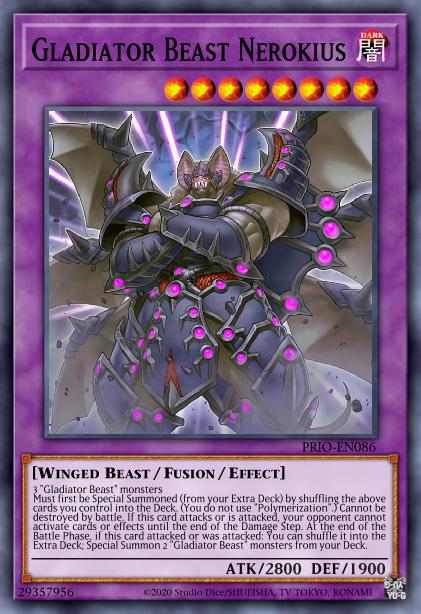 GLADIATOR BEAST NEROKIUS
DARK
闇
PRIO-EN086
[WINGED BEAST / FUSION / EFFECT]
3 "Gladiator Beast" monsters
Must first be Special Summoned (from your Extra Deck) by shuffling the above
cards you control into the Deck. (You do not use "Polymerization".) Cannot be
destroyed by battle. If this card attacks or is attacked, your opponent cannot
activate cards or effects until the end of the Damage Step. At the end of the
Battle Phase, if this card attacked or was attacked: You can shuffle it into the
Extra Deck; Special Summon 2 "Gladiator Beast" monsters from your Deck.
ATK/2800 DEF/1900
29357956
©2020 Studio Dice/SHUEISHA, TV TOKYO, KONAMI